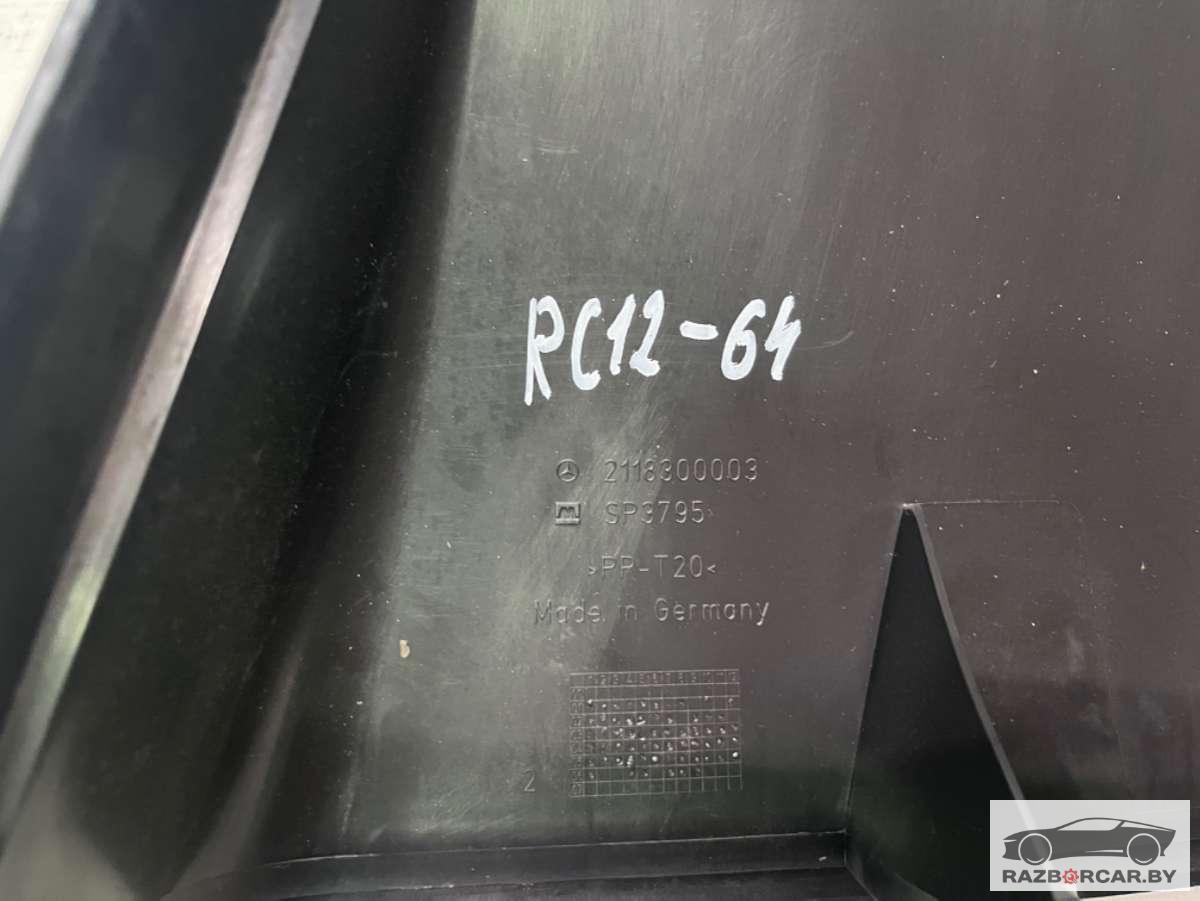 RC12-64
2118300003
SP3795
>PP-T20<
Made in Germany
2
RAZBORCAR.BY